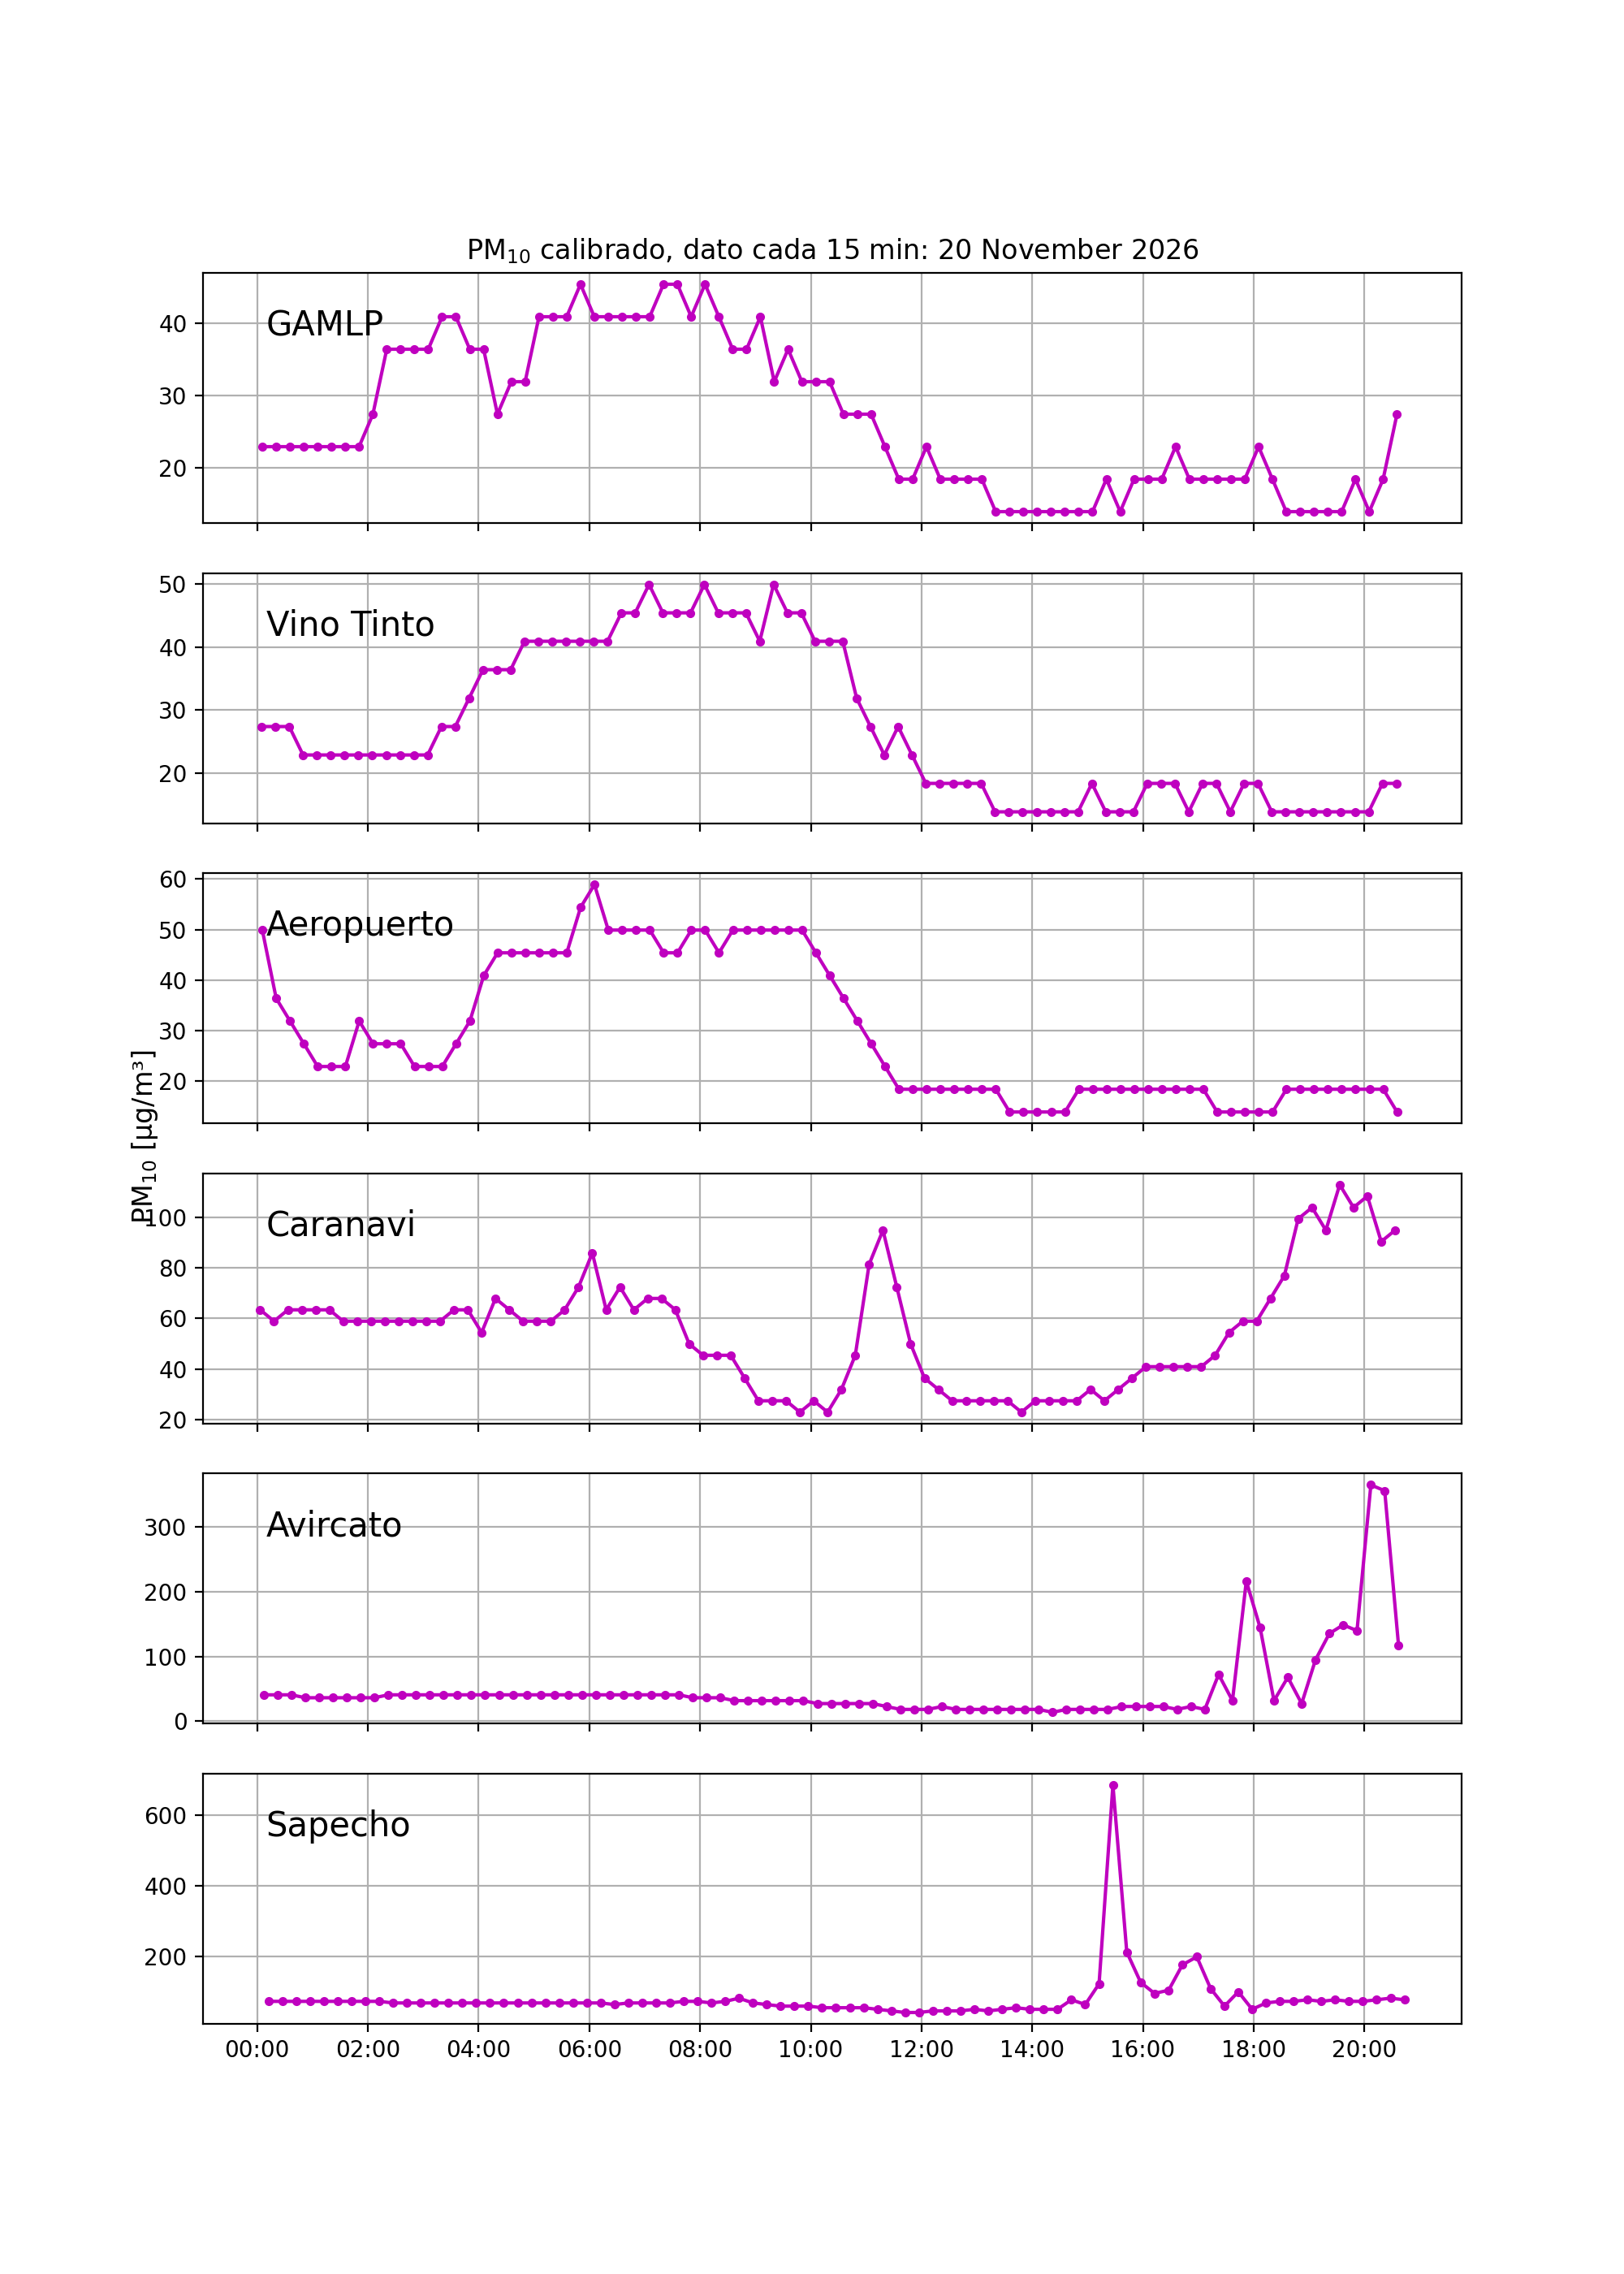 PM₁₀ calibrado, dato cada 15 min: 20 November 2026
GAMLP
40
30
20
Vino Tinto
50
40
30
20
Aeropuerto
60
50
40
30
20
PM₁₀ [µg/m³]
Caranavi
100
80
60
40
20
Avircato
300
200
100
0
Sapecho
600
400
200
00:00 02:00 04:00 06:00 08:00 10:00 12:00 14:00 16:00 18:00 20:00